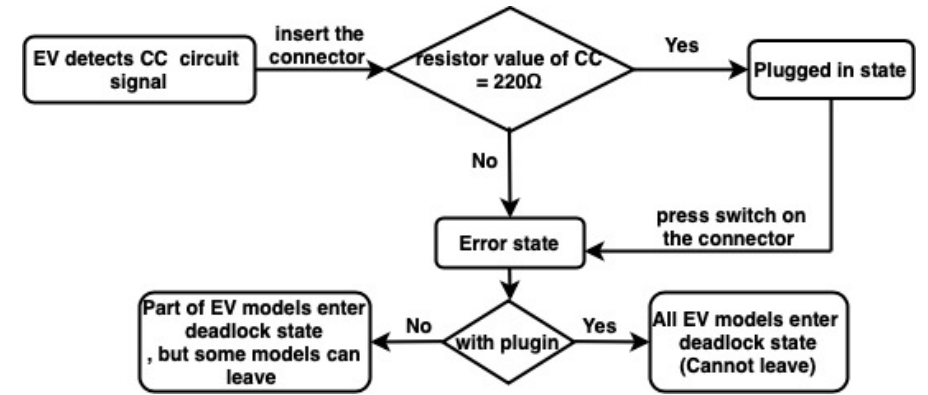 EV detects CC circuit
signal
insert the
connector
resistor value of CC
= 220Ω
Yes
Plugged in state
No
press switch on
the connector
Error state
Part of EV models enter
deadlock state
, but some models can
leave
No
with plugin
Yes
All EV models enter
deadlock state
(Cannot leave)